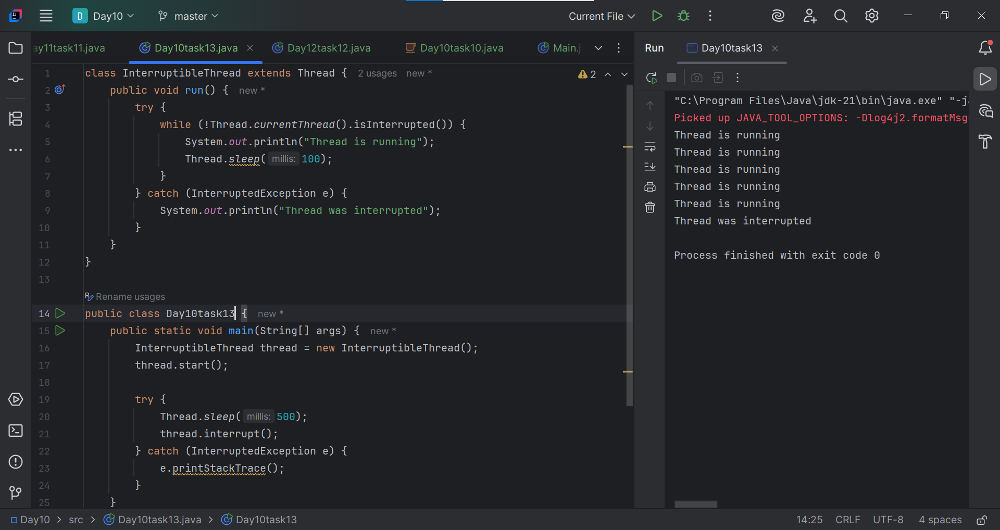 D Day10 master Current File
ay11task11.java Day10task13.java Day12task12.java Day10task10.java Main.j
1 class InterruptibleThread extends Thread { 2 usages new *
2 public void run() { new *
3 try {
4 while (!Thread.currentThread().isInterrupted()) {
5 System.out.println("Thread is running");
6 Thread.sleep( millis: 100);
7 }
8 } catch (InterruptedException e) {
9 System.out.println("Thread was interrupted");
10 }
11 }
12 }
13
Rename usages
14 public class Day10task13 { new *
15 public static void main(String[] args) { new *
16 InterruptibleThread thread = new InterruptibleThread();
17 thread.start();
18
19 try {
20 Thread.sleep( millis: 500);
21 thread.interrupt();
22 } catch (InterruptedException e) {
23 e.printStackTrace();
24 }
25 }
2
Run Day10task13
"C:\Program Files\Java\jdk-21\bin\java.exe" "-j
Picked up JAVA_TOOL_OPTIONS: -Dlog4j2.formatMsg
Thread is running
Thread is running
Thread is running
Thread is running
Thread is running
Thread was interrupted
Process finished with exit code 0
Day10 > src > Day10task13.java > Day10task13
14:25 CRLF UTF-8 4 spaces